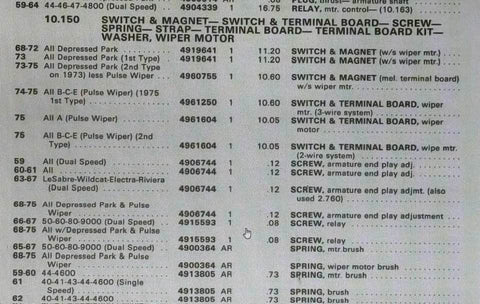 59-64 44-46-47-4800 (Dual Speed) 4904339 1 16.75 RELAY, mtr. control— (10.163)
10.150 SWITCH & MAGNET— SWITCH & TERMINAL BOARD— SCREW—
SPRING— STRAP— TERMINAL BOARD— TERMINAL BOARD KIT—
WASHER, WIPER MOTOR
68-72 All Depressed Park 4919641 1 11.20 SWITCH & MAGNET (w/s wiper mtr.)
73 All Depressed Park (1st Type) 4919641 1 11.20 SWITCH & MAGNET (w/s wiper mtr.)
73-75 All Depressed Park (2nd Type
on 1973) less Pulse Wiper 4960755 1 10.60 SWITCH & MAGNET (mel. terminal board)
w/s wiper mtr.
74-75 All B-C-E (Pulse Wiper) (1975
1st Type) 4961250 1 10.60 SWITCH & TERMINAL BOARD, wiper
mtr. (3-wire system)
75 All A (Pulse Wiper) 4961604 1 10.05 SWITCH & TERMINAL BOARD, wiper
motor
75 All B-C-E (Pulse Wiper) (2nd
Type) 4961604 1 10.05 SWITCH & TERMINAL BOARD, wipe mtr.
(2-wire system)
59 All (Dual Speed) 4906744 1 .12 SCREW, armature end play adj.
60-61 All 4906744 1 .12 SCREW, armature end play adj.
63-67 LeSabre-Wildcat-Electra-Riviera
(Dual Speed) 4906744 1 .12 SCREW, armature end play adjmt. (also
used 2.760)
68-75 All Depressed Park & Pulse
Wiper 4906744 1 .12 SCREW, armature end play adjustment
66-67 50-60-80-9000 (Dual Speed) 4915593 1 .08 SCREW, relay
68-75 All w/Depressed Park & Pulse
Wiper 4915593 1 .08 SCREW, relay
65-67 50-60-80-9000 (Dual Speed) 4900364 AR SPRING, mtr.brush
68-75 All Depressed Park & Pulse
Wiper 4900364 AR SPRING, wiper motor brush
59-60 44-4600 4913805 AR .73 SPRING, mtr. brush
61 40-41-43-44-4600 (Single
Speed) 4913805 AR .73 SPRING, brush
62 40-41-43-44-4600 4913805 AR .73 SPRING, brush